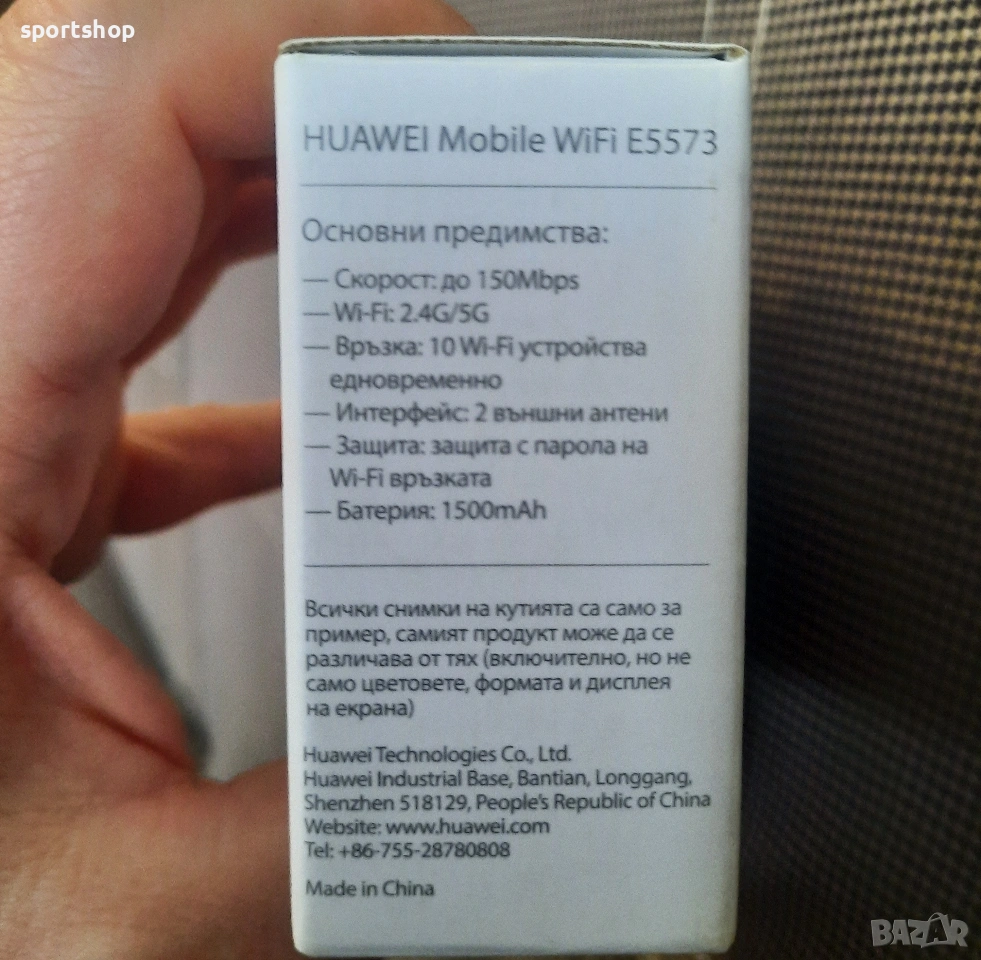 sportshop
HUAWEI Mobile WiFi E5573
Основни предимства:
— Скорост: до 150Mbps
— Wi-Fi: 2.4G/5G
— Връзка: 10 Wi-Fi устройства
едновременно
— Интерфейс: 2 външни антени
— Защита: защита с парола на
Wi-Fi връзката
— Батерия: 1500mAh
Всички снимки на кутията са само за
пример, самият продукт може да се
различава от тях (включително, но не
само цветовете, формата и дисплея
на екрана)
Huawei Technologies Co., Ltd.
Huawei Industrial Base, Bantian, Longgang,
Shenzhen 518129, People's Republic of China
Website: www.huawei.com
Tel: +86-755-28780808
Made in China
BAZAR